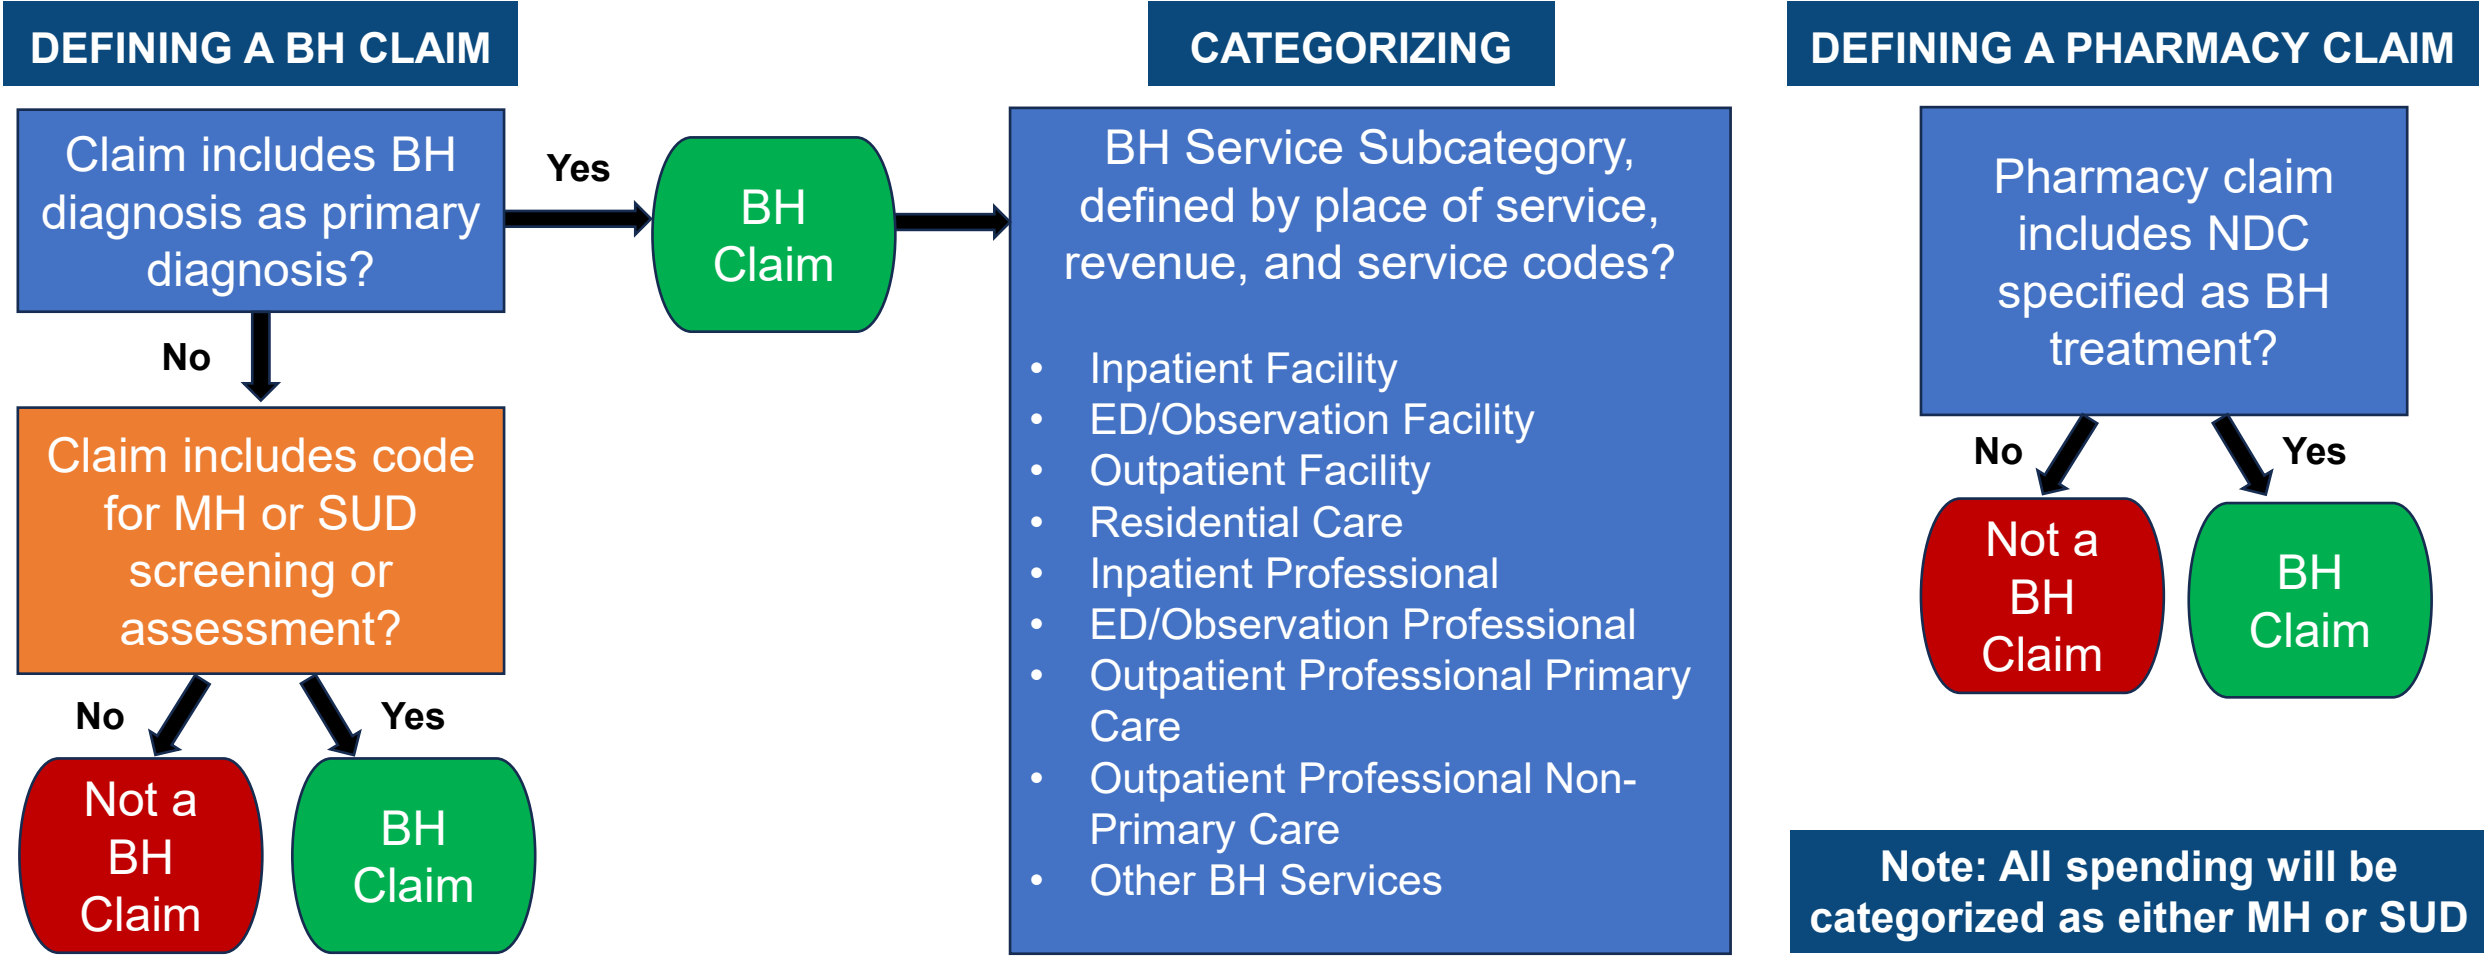 DEFINING A BH CLAIM
Claim includes BH
diagnosis as primary
diagnosis?
Yes
BH
Claim
No
Claim includes code
for MH or SUD
screening or
assessment?
No
Yes
Not a
BH
Claim
BH
Claim
CATEGORIZING
BH Service Subcategory,
defined by place of service,
revenue, and service codes?
• Inpatient Facility
• ED/Observation Facility
• Outpatient Facility
• Residential Care
• Inpatient Professional
• ED/Observation Professional
• Outpatient Professional Primary
Care
• Outpatient Professional Non-
Primary Care
• Other BH Services
DEFINING A PHARMACY CLAIM
Pharmacy claim
includes NDC
specified as BH
treatment?
No
Yes
Not a
BH
Claim
BH
Claim
Note: All spending will be
categorized as either MH or SUD